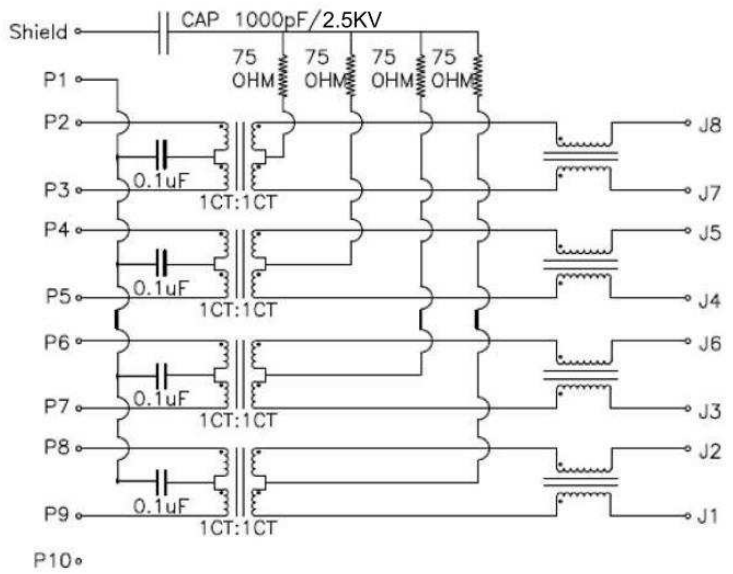 Shield CAP 1000pF/2.5KV
75 75 75 75
OHM OHM OHM OHM
P1
P2 J8
0.1uF
P3 J7
1CT:1CT
P4 J5
0.1uF
P5 J4
1CT:1CT
P6 J6
0.1uF
P7 J3
1CT:1CT
P8 J2
0.1uF
P9 J1
1CT:1CT
P10